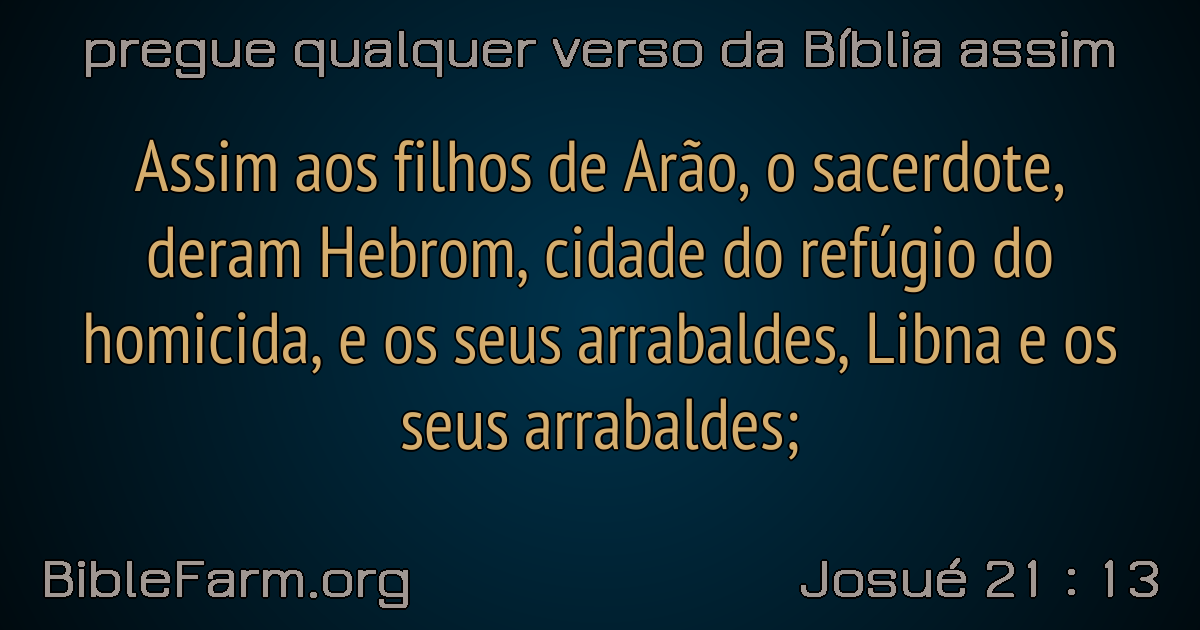 pregue qualquer verso da Bíblia assim
Assim aos filhos de Arão, o sacerdote,
deram Hebrom, cidade do refúgio do
homicida, e os seus arrabaldes, Libna e os
seus arrabaldes;
BibleFarm.org
Josué 21 : 13